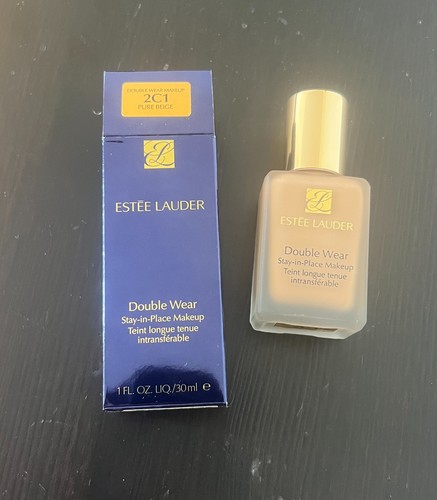 DOUBLE WEAR MAKEUP
2C1
PURE BEIGE
ESTĒE LAUDER
Double Wear
Stay-in-Place Makeup
Teint longue tenue
intransférable
1 FL. OZ. LIQ./30ml e
ESTĒE LAUDER
Double Wear
Stay-in-Place Makeup
Teint longue tenue
intransférable